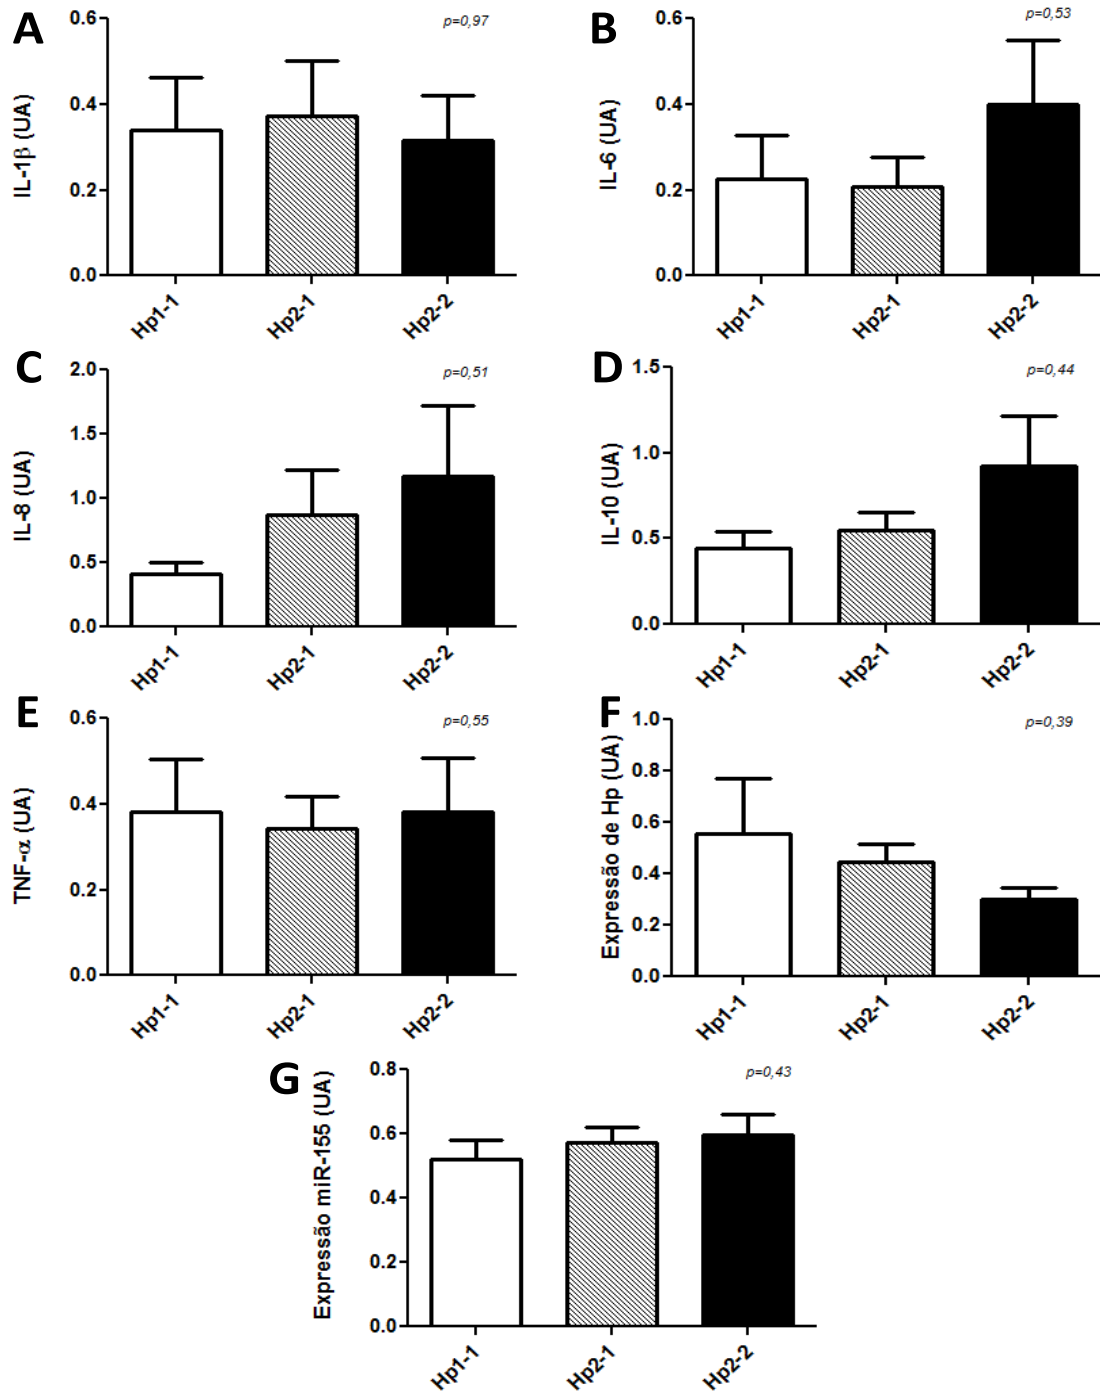 A
p=0,97
IL-1β (UA)
0.6
0.4
0.2
0.0
Hp1-1
Hp2-1
Hp2-2
B
p=0,53
IL-6 (UA)
0.6
0.4
0.2
0.0
Hp1-1
Hp2-1
Hp2-2
C
p=0,51
IL-8 (UA)
2.0
1.5
1.0
0.5
0.0
Hp1-1
Hp2-1
Hp2-2
D
p=0,44
IL-10 (UA)
1.5
1.0
0.5
0.0
Hp1-1
Hp2-1
Hp2-2
E
p=0,55
TNF-α (UA)
0.6
0.4
0.2
0.0
Hp1-1
Hp2-1
Hp2-2
F
p=0,39
Expressão de Hp (UA)
1.0
0.8
0.6
0.4
0.2
0.0
Hp1-1
Hp2-1
Hp2-2
G
p=0,43
Expressão miR-155 (UA)
0.8
0.6
0.4
0.2
0.0
Hp1-1
Hp2-1
Hp2-2